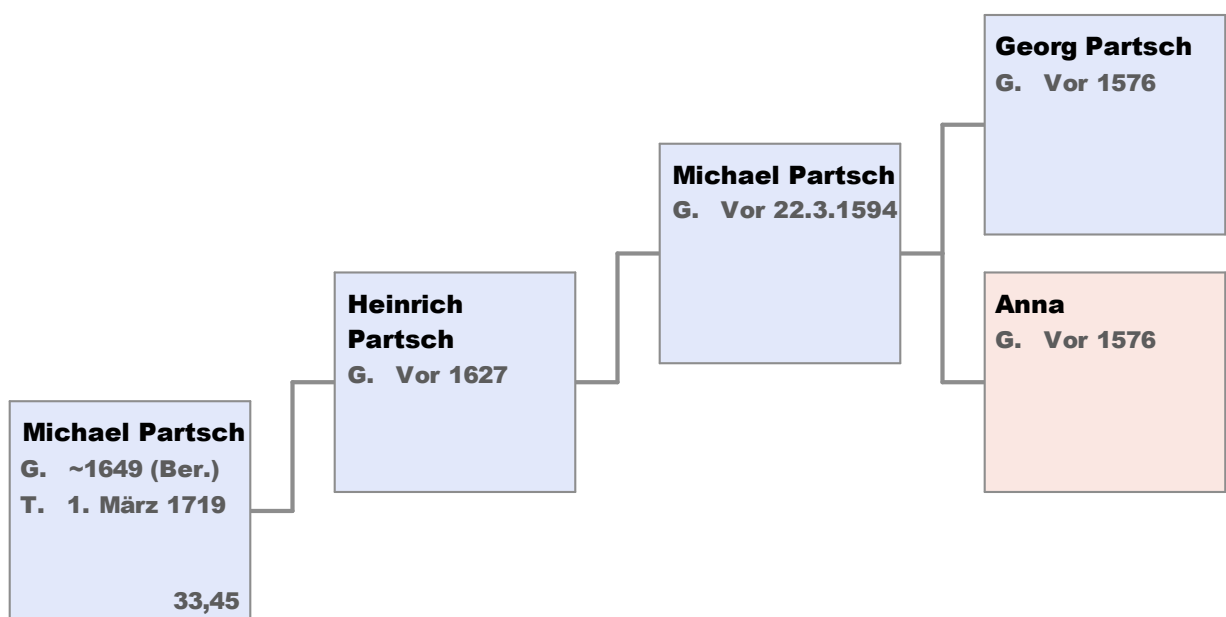 Georg Partsch
G. Vor 1576
Michael Partsch
G. Vor 22.3.1594
Heinrich
Partsch
G. Vor 1627
Anna
G. Vor 1576
Michael Partsch
G. ~1649 (Ber.)
T. 1. März 1719
33,45